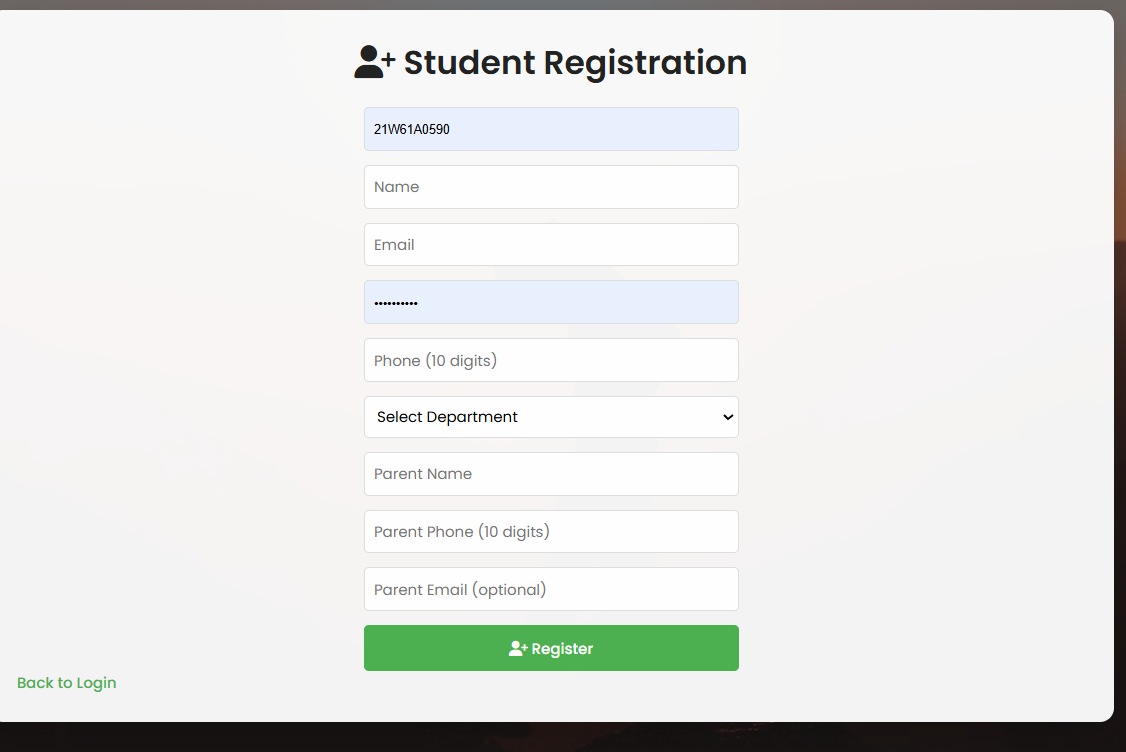 Student Registration
21W61A0590
Name
Email
••••••••••
Phone (10 digits)
Select Department
Parent Name
Parent Phone (10 digits)
Parent Email (optional)
Register
Back to Login